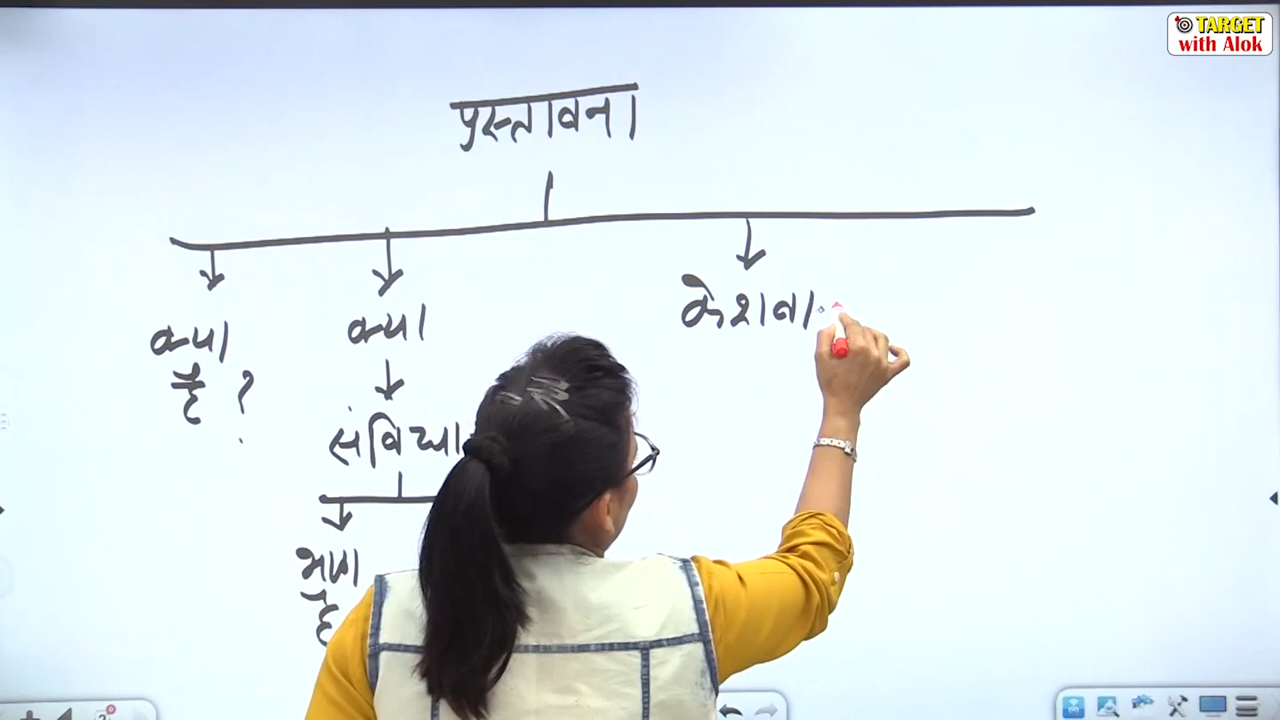 TARGET
with Alok
प्रस्तावना
क्या
है ?
क्या
संविधा
भाग
है
केशवा